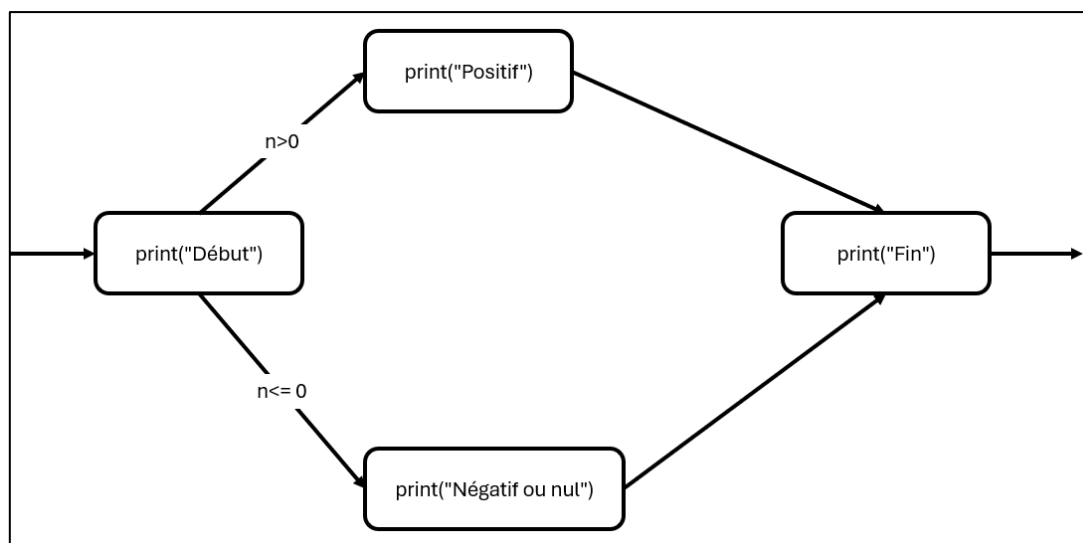 print("Positif")
n>0
print("Début")
print("Fin")
n<= 0
print("Négatif ou nul")